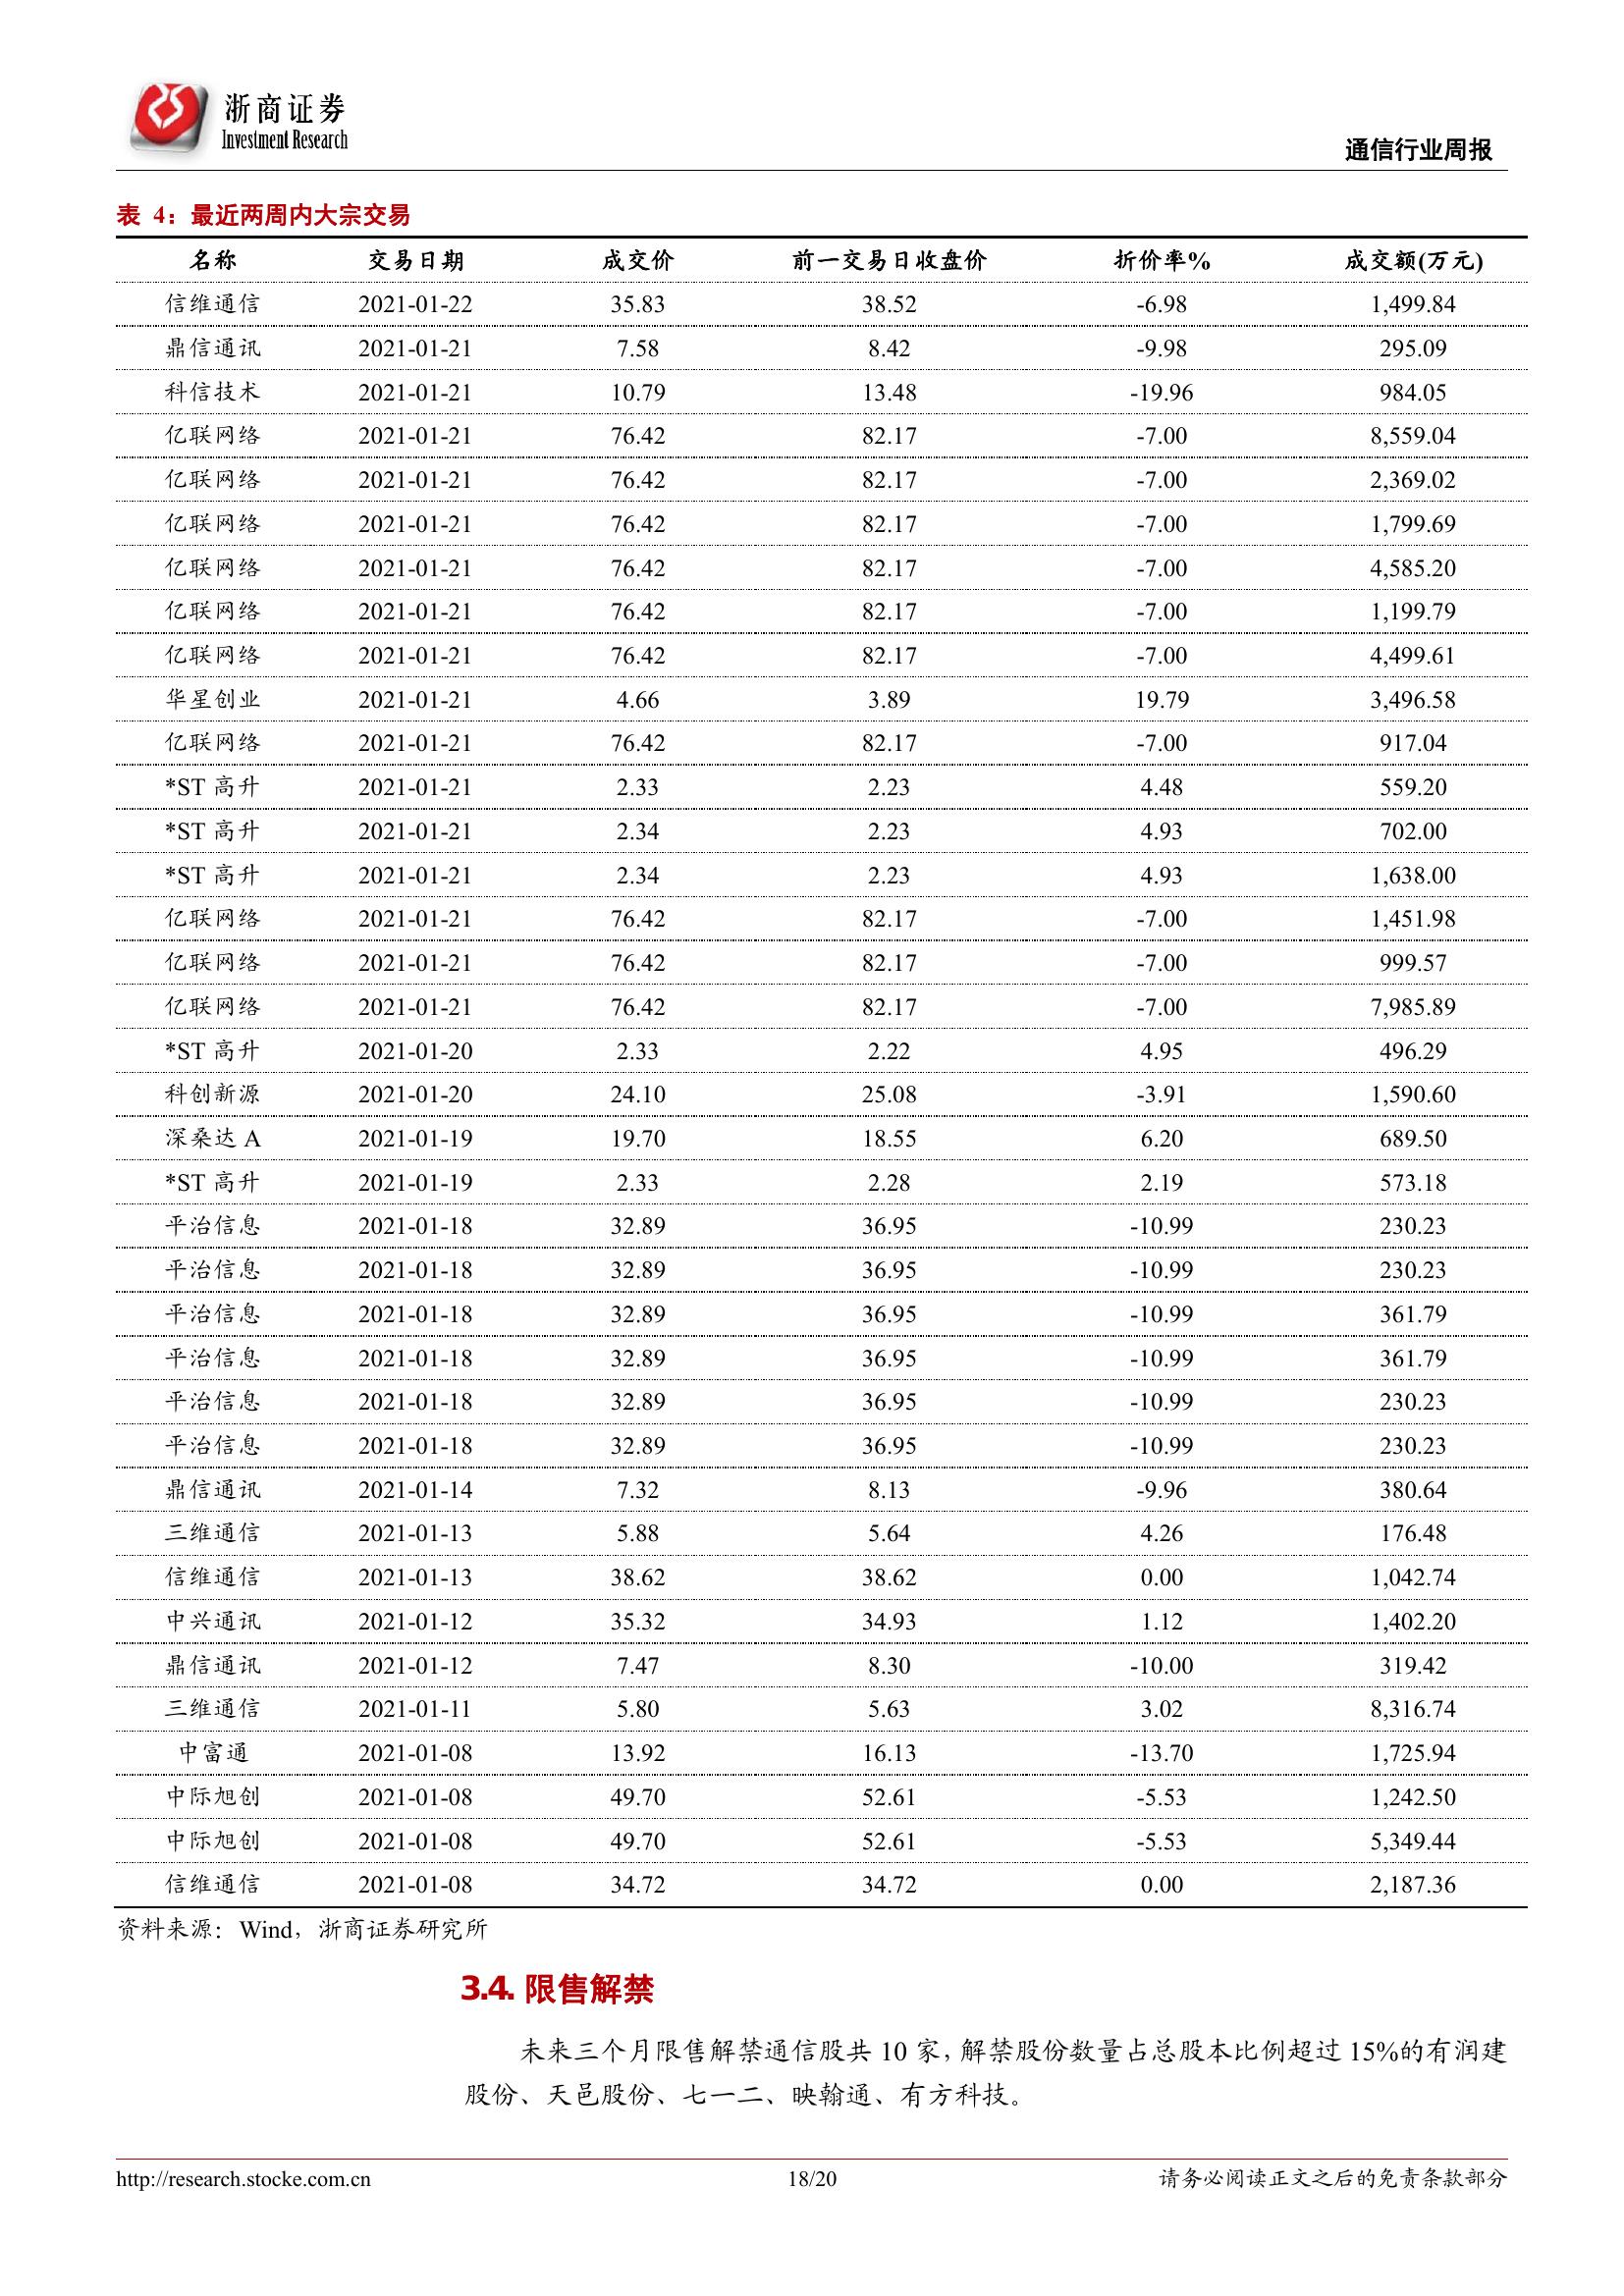 浙商证券
Investment Research
通信行业周报
表 4：最近两周内大宗交易
名称 交易日期 成交价 前一交易日收盘价 折价率% 成交额(万元)
信维通信 2021-01-22 35.83 38.52 -6.98 1,499.84
鼎信通讯 2021-01-21 7.58 8.42 -9.98 295.09
科信技术 2021-01-21 10.79 13.48 -19.96 984.05
亿联网络 2021-01-21 76.42 82.17 -7.00 8,559.04
亿联网络 2021-01-21 76.42 82.17 -7.00 2,369.02
亿联网络 2021-01-21 76.42 82.17 -7.00 1,799.69
亿联网络 2021-01-21 76.42 82.17 -7.00 4,585.20
亿联网络 2021-01-21 76.42 82.17 -7.00 1,199.79
亿联网络 2021-01-21 76.42 82.17 -7.00 4,499.61
华星创业 2021-01-21 4.66 3.89 19.79 3,496.58
亿联网络 2021-01-21 76.42 82.17 -7.00 917.04
*ST 高升 2021-01-21 2.33 2.23 4.48 559.20
*ST 高升 2021-01-21 2.34 2.23 4.93 702.00
*ST 高升 2021-01-21 2.34 2.23 4.93 1,638.00
亿联网络 2021-01-21 76.42 82.17 -7.00 1,451.98
亿联网络 2021-01-21 76.42 82.17 -7.00 999.57
亿联网络 2021-01-21 76.42 82.17 -7.00 7,985.89
*ST 高升 2021-01-20 2.33 2.22 4.95 496.29
科创新源 2021-01-20 24.10 25.08 -3.91 1,590.60
深桑达 A 2021-01-19 19.70 18.55 6.20 689.50
*ST 高升 2021-01-19 2.33 2.28 2.19 573.18
平治信息 2021-01-18 32.89 36.95 -10.99 230.23
平治信息 2021-01-18 32.89 36.95 -10.99 230.23
平治信息 2021-01-18 32.89 36.95 -10.99 361.79
平治信息 2021-01-18 32.89 36.95 -10.99 361.79
平治信息 2021-01-18 32.89 36.95 -10.99 230.23
平治信息 2021-01-18 32.89 36.95 -10.99 230.23
鼎信通讯 2021-01-14 7.32 8.13 -9.96 380.64
三维通信 2021-01-13 5.88 5.64 4.26 176.48
信维通信 2021-01-13 38.62 38.62 0.00 1,042.74
中兴通讯 2021-01-12 35.32 34.93 1.12 1,402.20
鼎信通讯 2021-01-12 7.47 8.30 -10.00 319.42
三维通信 2021-01-11 5.80 5.63 3.02 8,316.74
中富通 2021-01-08 13.92 16.13 -13.70 1,725.94
中际旭创 2021-01-08 49.70 52.61 -5.53 1,242.50
中际旭创 2021-01-08 49.70 52.61 -5.53 5,349.44
信维通信 2021-01-08 34.72 34.72 0.00 2,187.36
资料来源：Wind，浙商证券研究所
3.4. 限售解禁
未来三个月限售解禁通信股共 10 家，解禁股份数量占总股本比例超过 15%的有润建
股份、天邑股份、七一二、映翰通、有方科技。
http://research.stocke.com.cn 18/20 请务必阅读正文之后的免责条款部分